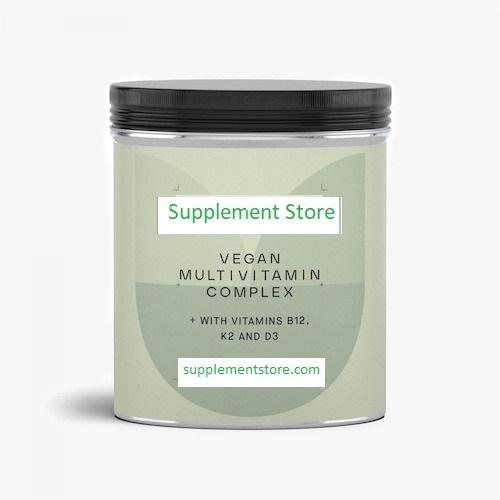 Supplement Store
VEGAN
MULTIVITAMIN
COMPLEX
+ WITH VITAMINS B12,
K2 AND D3
supplementstore.com